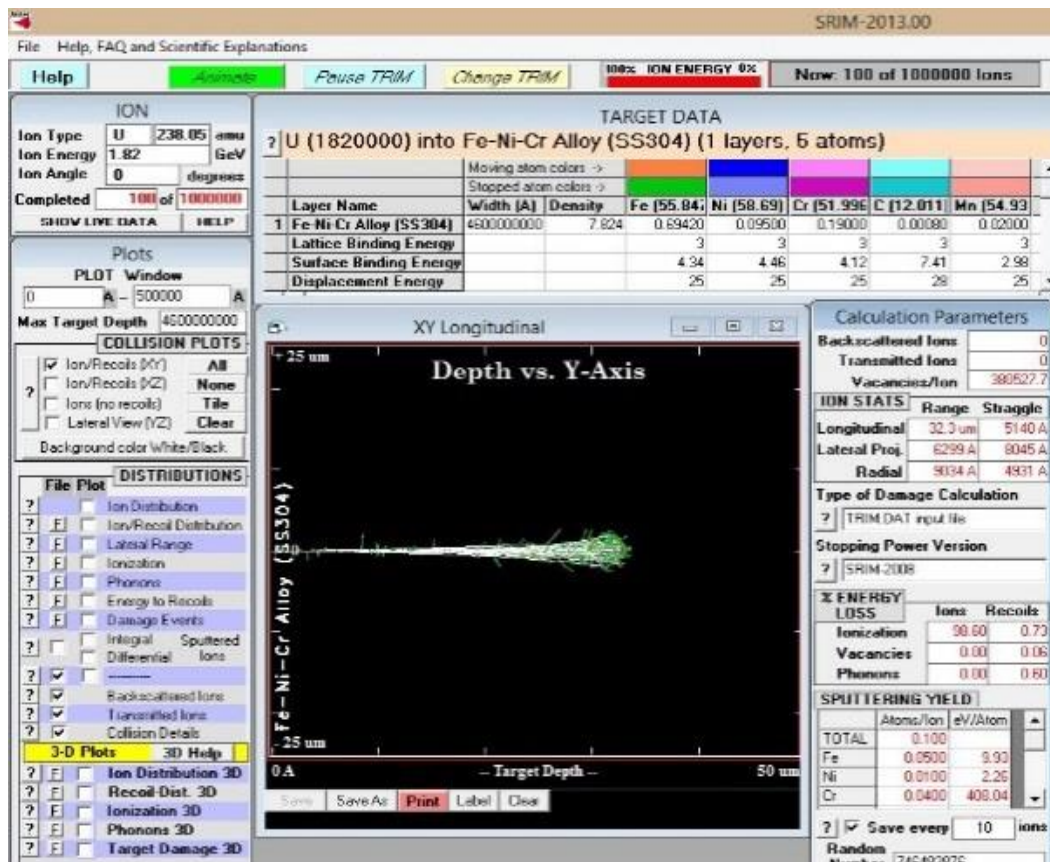 SRIM-2013.00
File Help, FAQ and Scientific Explanations
Help Animate Pause TRIM Change TRIM 100% ION ENERGY 0% Now: 100 of 1000000 Ions
ION
Ion Type U 238.05 amu
Ion Energy 1.82 GeV
Ion Angle 0 degrees
Completed 100 of 1000000
SHOW LIVE DATA HELP
Plots
PLOT Window
0 A - 500000 A
Max Target Depth 4600000000
COLLISION PLOTS
Ion/Recoils (XY) All
Ion/Recoils (XZ) None
? Ions (no recoils) Tile
Lateral View (YZ) Clear
Background color White/Black
DISTRIBUTIONS
File Plot
? Ion Distribution
? F Ion/Recoil Distribution
? F Lateral Range
? F Ionization
? F Phonons
? F Energy to Recoils
? F Damage Events
? Integral Sputtered
Differential Ions
? ----------
? Backscattered Ions
? Transmitted Ions
? Collision Details
3-D Plots 3D Help
? F Ion Distribution 3D
? F Recoil-Dist. 3D
? F Ionization 3D
? F Phonons 3D
? F Target Damage 3D
TARGET DATA
? U (1820000) into Fe-Ni-Cr Alloy (SS304) (1 layers, 5 atoms)
Moving atom colors ->
Stopped atom colors ->
Layer Name Width (A) Density Fe (55.847 Ni (58.69) Cr (51.996 C (12.011) Mn (54.93
1 Fe-Ni-Cr Alloy (SS304) 4600000000 7.824 0.69420 0.09500 0.19000 0.00080 0.02000
Lattice Binding Energy 3 3 3 3 3
Surface Binding Energy 4.34 4.46 4.12 7.41 2.98
Displacement Energy 25 25 25 28 25
XY Longitudinal
+ 25 um
Depth vs. Y-Axis
Fe-Ni-Cr Alloy (SS304)
- 25 um
0 A -- Target Depth -- 50 um
Save Save As Print Label Clear
Calculation Parameters
Backscattered Ions 0
Transmitted Ions 0
Vacancies/Ion 380527.7
ION STATS Range Straggle
Longitudinal 32.3 um 5140 A
Lateral Proj. 6299 A 8045 A
Radial 9034 A 4931 A
Type of Damage Calculation
? TRIM.DAT input file
Stopping Power Version
? SRIM-2008
% ENERGY LOSS Ions Recoils
Ionization 98.60 0.73
Vacancies 0.00 0.06
Phonons 0.00 0.60
SPUTTERING YIELD
Atoms/Ion eV/Atom
TOTAL 0.100
Fe 0.0500 9.93
Ni 0.0100 2.26
Cr 0.0400 408.04
? Save every 10 ions
Random